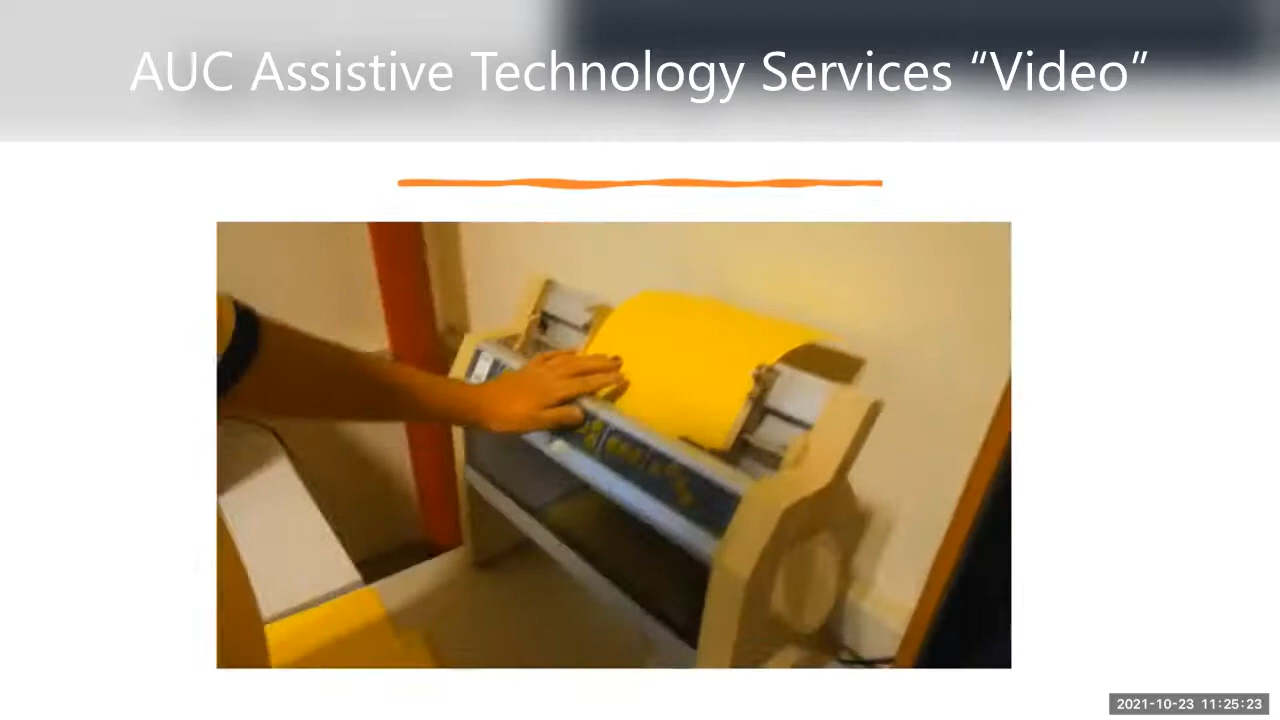 AUC Assistive Technology Services “Video”
2021-10-23 11:25:23